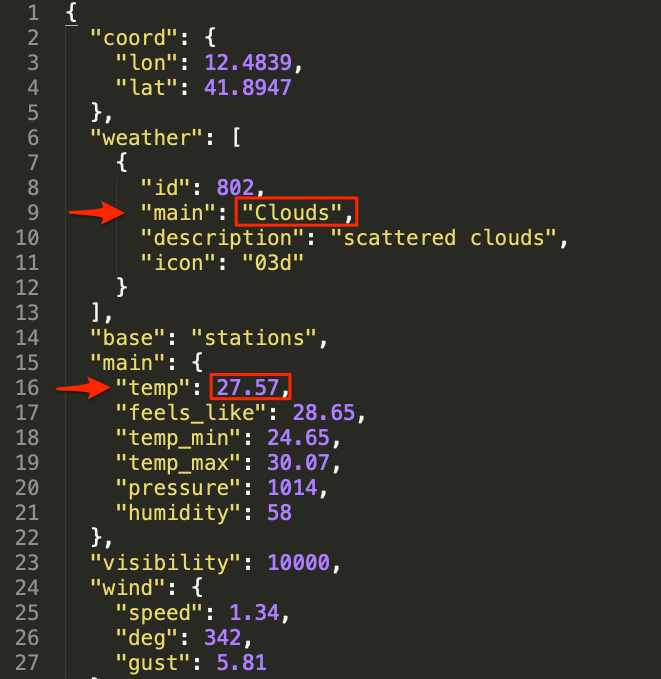 1 {
2 "coord": {
3 "lon": 12.4839,
4 "lat": 41.8947
5 },
6 "weather": [
7 {
8 "id": 802,
9 "main": "Clouds",
10 "description": "scattered clouds",
11 "icon": "03d"
12 }
13 ],
14 "base": "stations",
15 "main": {
16 "temp": 27.57,
17 "feels_like": 28.65,
18 "temp_min": 24.65,
19 "temp_max": 30.07,
20 "pressure": 1014,
21 "humidity": 58
22 },
23 "visibility": 10000,
24 "wind": {
25 "speed": 1.34,
26 "deg": 342,
27 "gust": 5.81